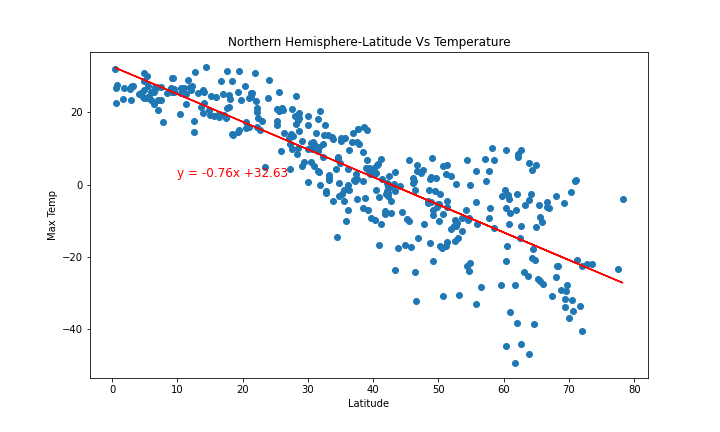 Northern Hemisphere-Latitude Vs Temperature
Max Temp
20
0
−20
−40
y = -0.76x +32.63
0 10 20 30 40 50 60 70 80
Latitude